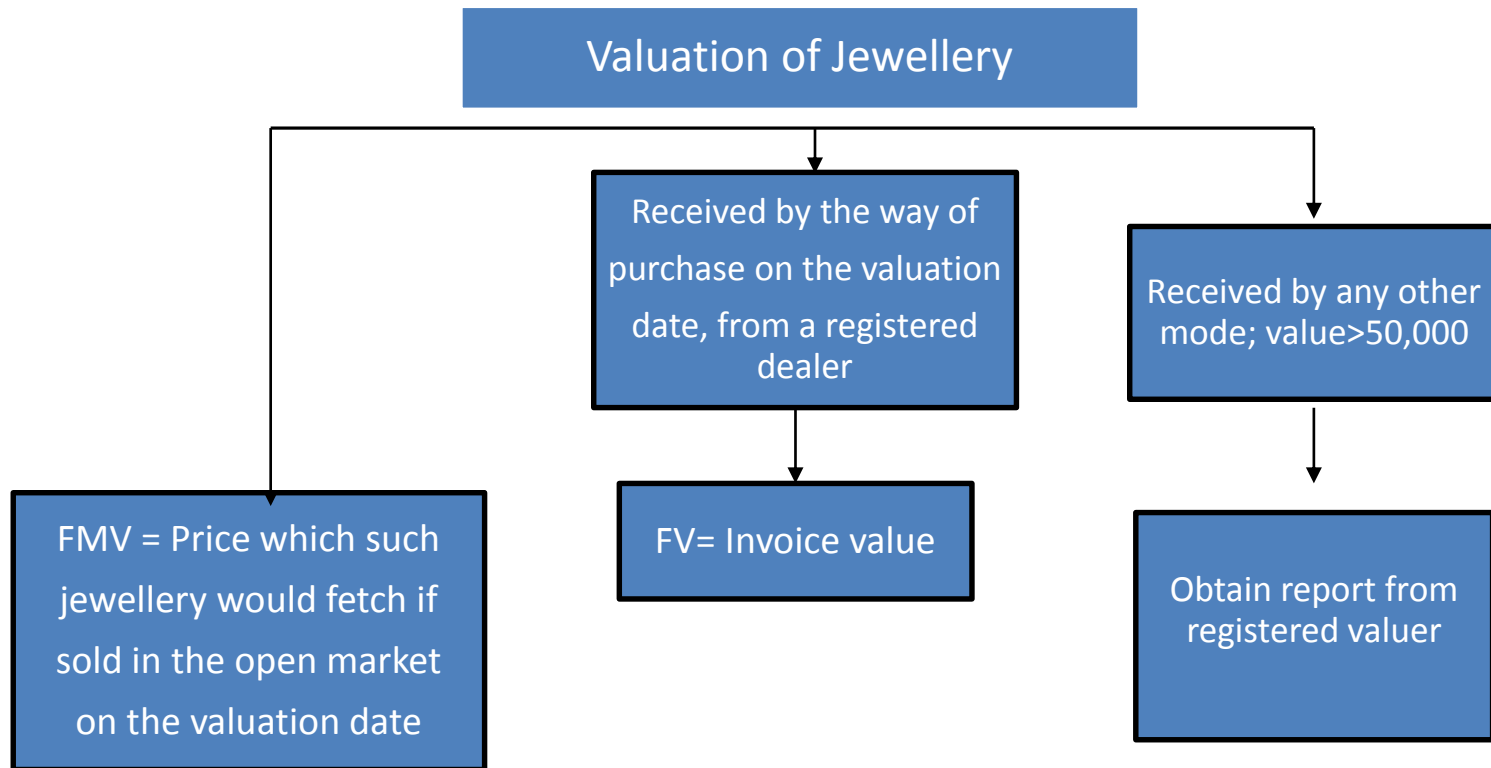 Valuation of Jewellery
Received by the way of
purchase on the valuation
date, from a registered
dealer
Received by any other
mode; value>50,000
FMV = Price which such
jewellery would fetch if
sold in the open market
on the valuation date
FV= Invoice value
Obtain report from
registered valuer